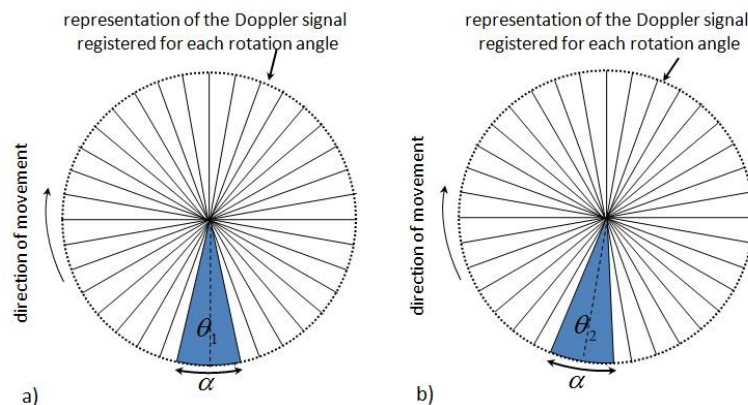 representation of the Doppler signal
registered for each rotation angle
direction of movement
θ1
α
a)
representation of the Doppler signal
registered for each rotation angle
direction of movement
θ2
α
b)